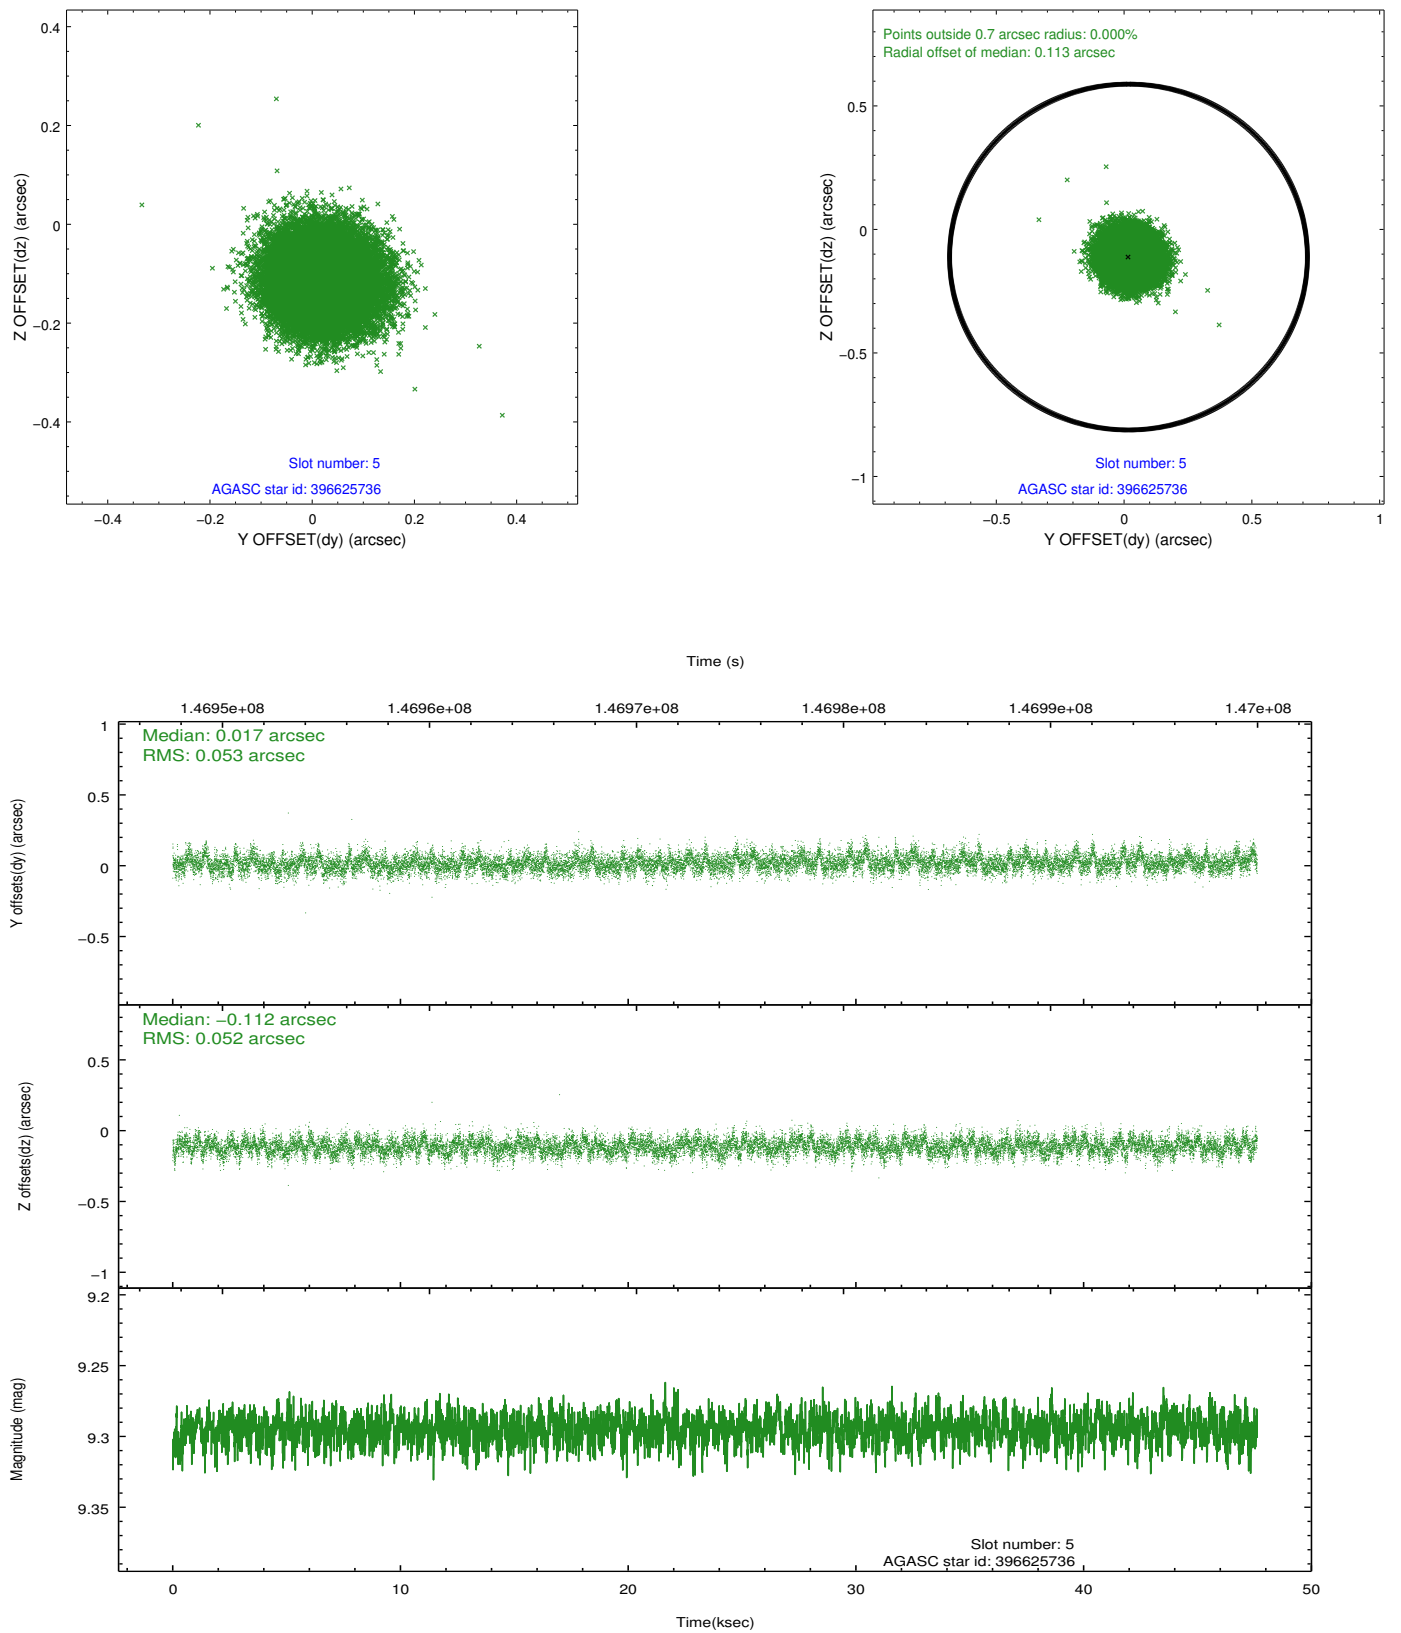 0.4
0.2
0
−0.2
−0.4
Z OFFSET(dz) (arcsec)
Slot number: 5
AGASC star id: 396625736
−0.4
−0.2
0
0.2
0.4
Y OFFSET(dy) (arcsec)
Points outside 0.7 arcsec radius: 0.000%
Radial offset of median: 0.113 arcsec
0.5
0
−0.5
−1
Z OFFSET(dz) (arcsec)
Slot number: 5
AGASC star id: 396625736
−0.5
0
0.5
1
Y OFFSET(dy) (arcsec)
Time (s)
1.4695e+08
1.4696e+08
1.4697e+08
1.4698e+08
1.4699e+08
1.47e+08
Median: 0.017 arcsec
RMS: 0.053 arcsec
1
0.5
0
−0.5
Y offsets(dy) (arcsec)
Median: −0.112 arcsec
RMS: 0.052 arcsec
0.5
0
−0.5
−1
Z offsets(dz) (arcsec)
9.2
9.25
9.3
9.35
Magnitude (mag)
Slot number: 5
AGASC star id: 396625736
0
10
20
30
40
50
Time(ksec)